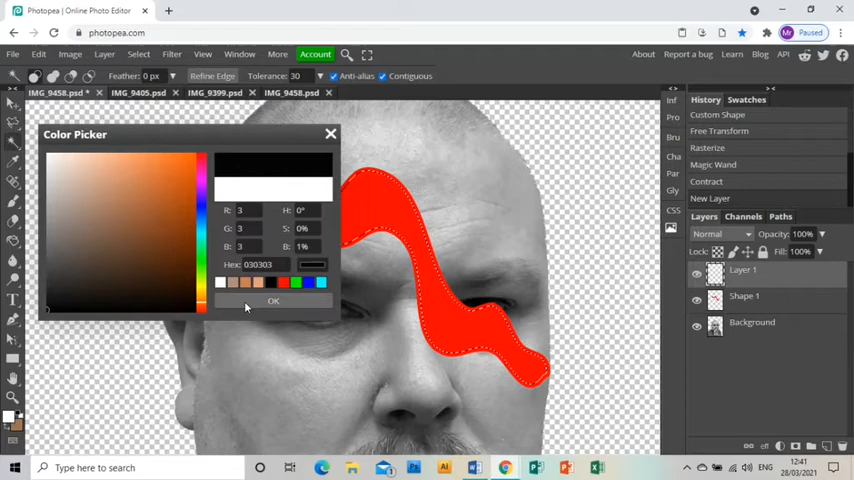 Photopea | Online Photo Editor
photopea.com
Mr Paused
File Edit Image Layer Select Filter View Window More Account About Report a bug Learn Blog API
Feather: 0 px Refine Edge Tolerance: 30 Anti-alias Contiguous
IMG_9458.psd * IMG_9405.psd IMG_9399.psd IMG_9458.psd
Color Picker
R: 3 H: 0°
G: 3 S: 0%
B: 3 B: 1%
Hex: 030303
OK
Inf
Pro
Bru
Cha
Par
Gly
CSS
History Swatches
Custom Shape
Free Transform
Rasterize
Magic Wand
Contract
New Layer
Layers Channels Paths
Normal Opacity: 100%
Lock: Fill: 100%
Layer 1
Shape 1
Background
Type here to search
ENG
12:41
28/03/2021